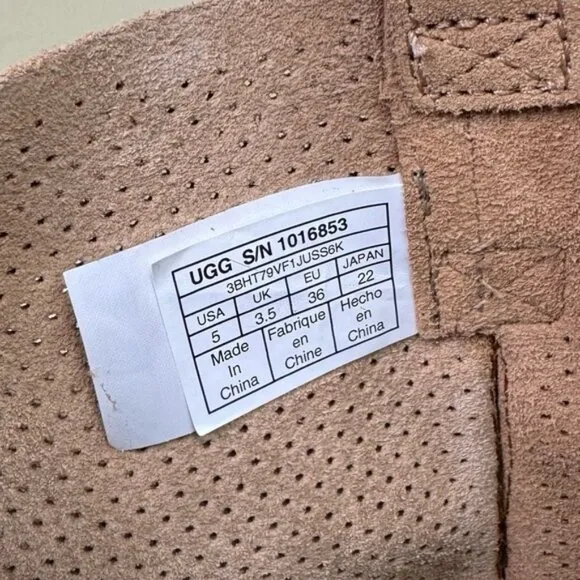 UGG S/N 1016853
3BHT79VF1JUSS6K
USA UK EU JAPAN
5 3.5 36 22
Made Fabrique Hecho
In en en
China Chine China